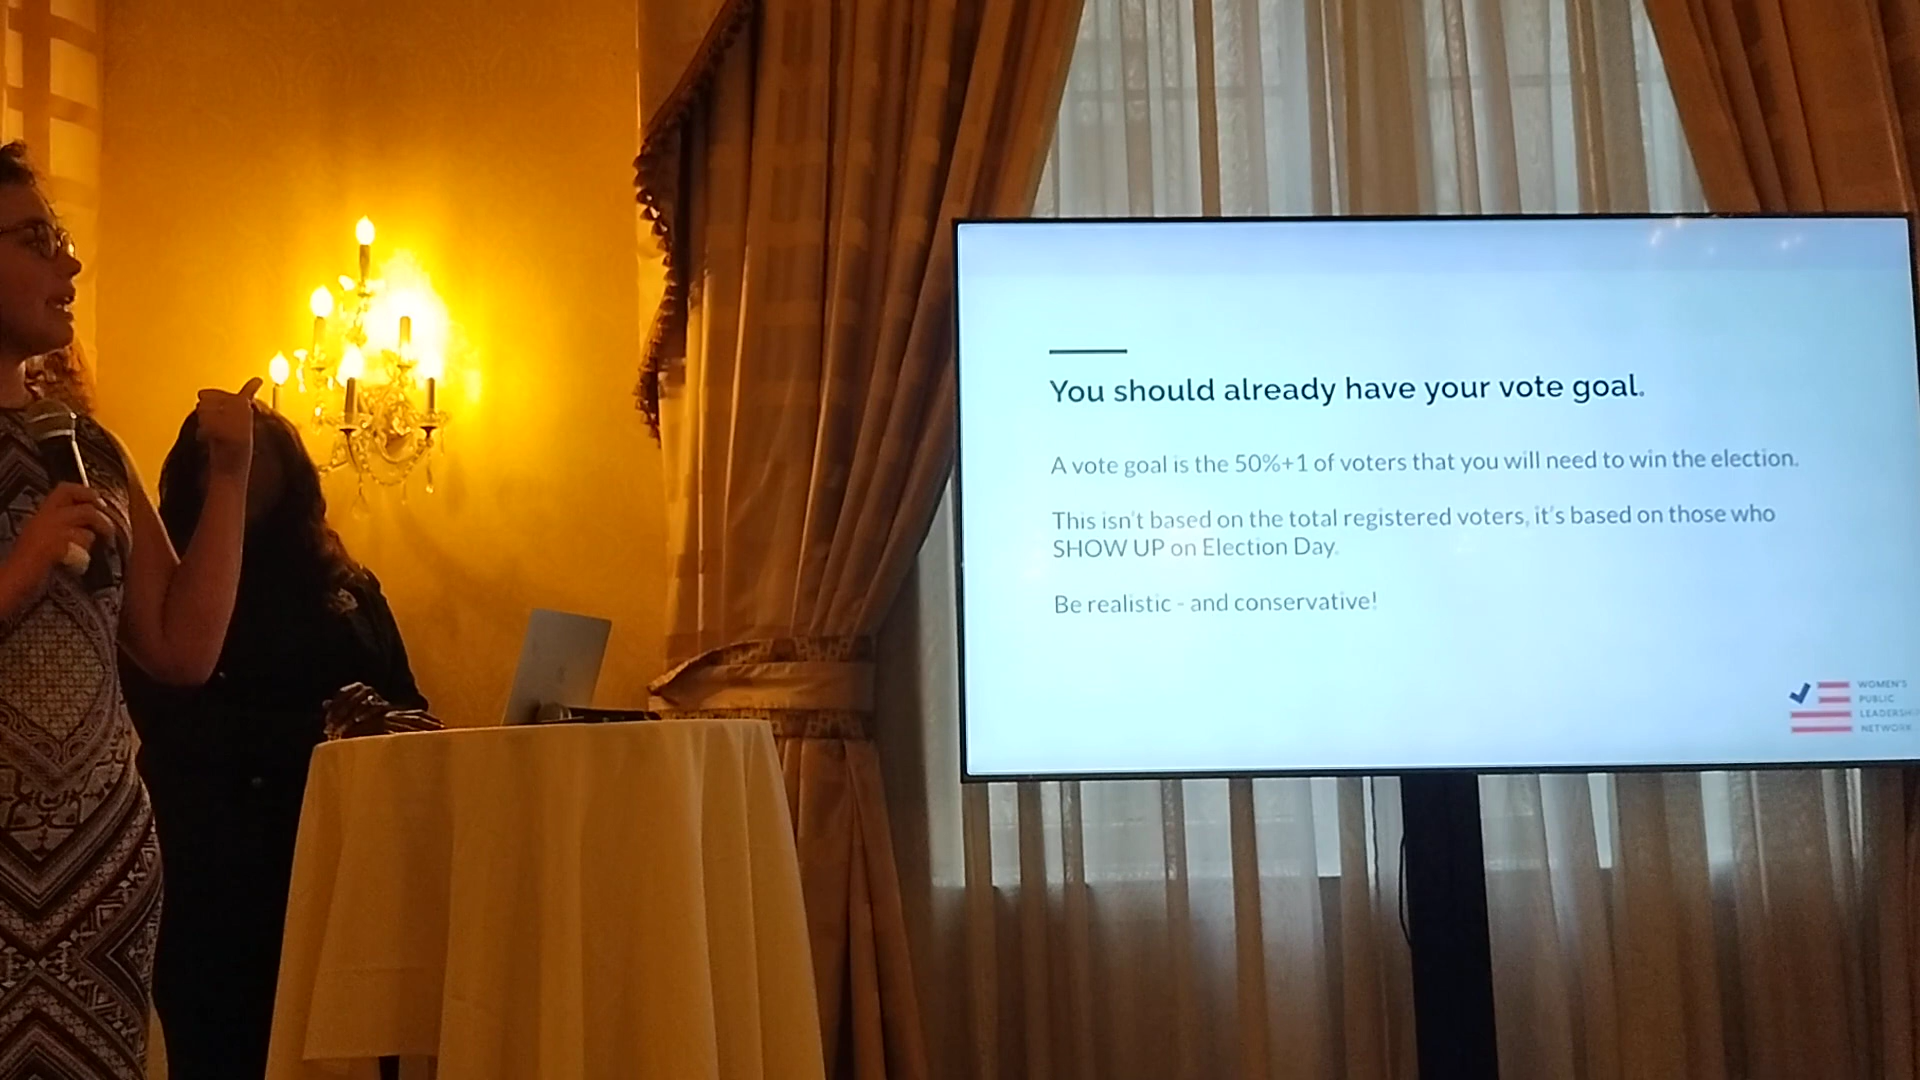 You should already have your vote goal.
A vote goal is the 50%+1 of voters that you will need to win the election.
This isn't based on the total registered voters, it's based on those who
SHOW UP on Election Day.
Be realistic - and conservative!
WOMEN'S
PUBLIC
LEADERSHIP
NETWORK